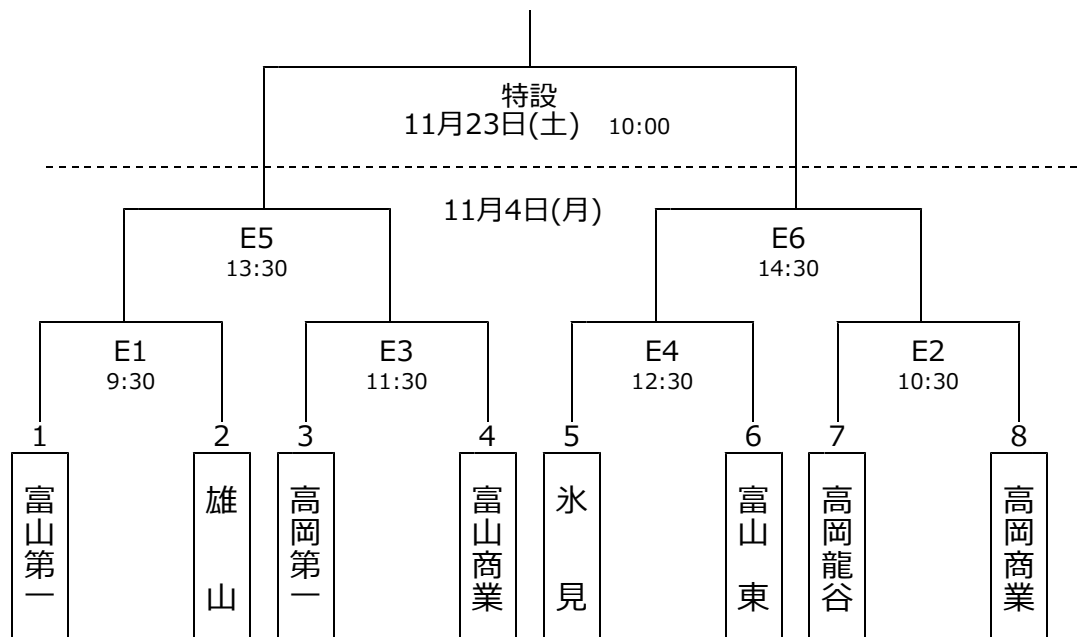 特設
11月23日(土) 10:00
11月4日(月)
E5
13:30
E6
14:30
E1
9:30
E3
11:30
E4
12:30
E2
10:30
1 2 3 4 5 6 7 8
富山第一
雄山
高岡第一
富山商業
氷見
富山東
高岡龍谷
高岡商業